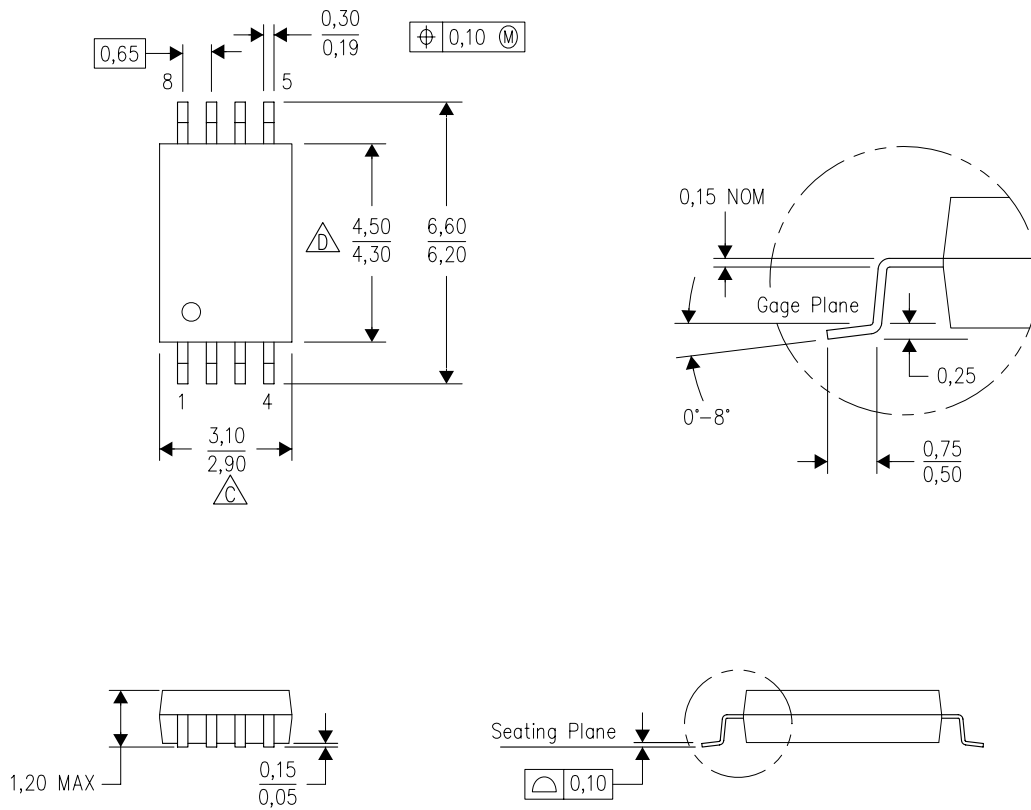 0,30
0,19
⌖ 0,10 Ⓜ
0,65
8
5
D
4,50
4,30
6,60
6,20
1
4
3,10
2,90
C
0,15 NOM
Gage Plane
0,25
0°–8°
0,75
0,50
1,20 MAX
0,15
0,05
Seating Plane
⌓ 0,10